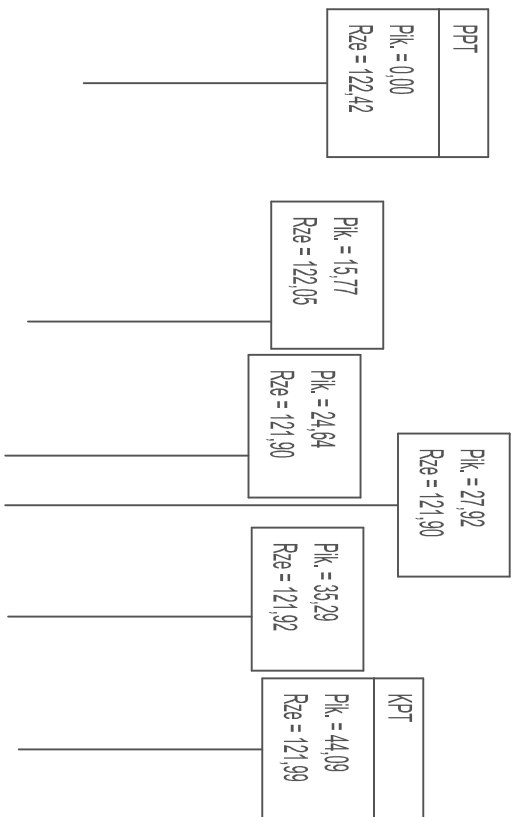 PPT
Pik. = 0,00
Rze = 122,42
Pik. = 15,77
Rze = 122,05
Pik. = 24,64
Rze = 121,90
Pik. = 27,92
Rze = 121,90
Pik. = 35,29
Rze = 121,92
KPT
Pik. = 44,09
Rze = 121,99